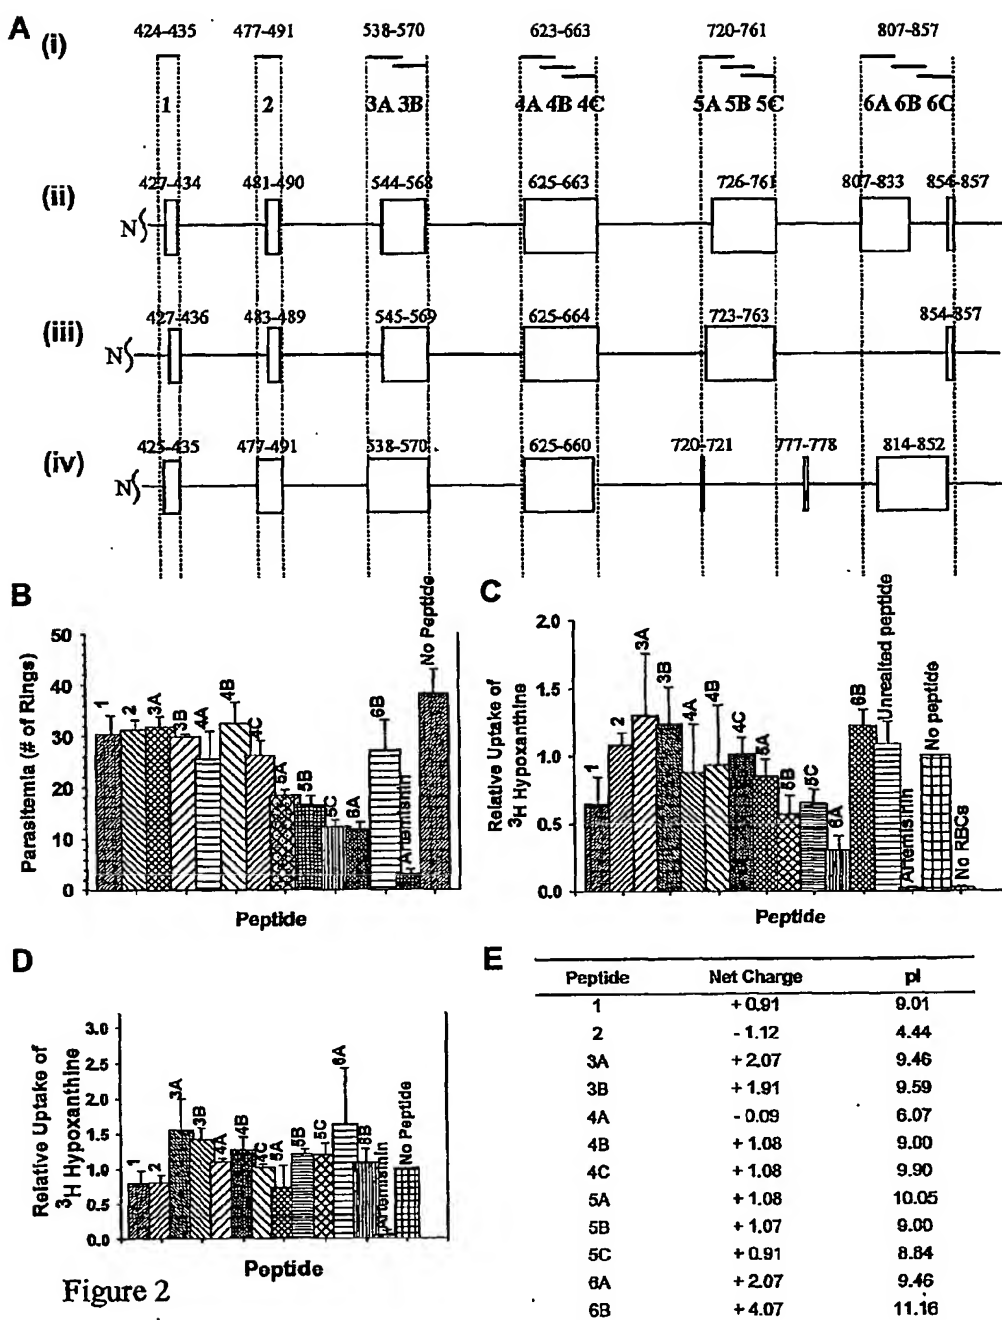 A
(i)
424-435 477-491 538-570 623-663 720-761 807-857
1 2 3A 3B 4A 4B 4C 5A 5B 5C 6A 6B 6C
(ii)
427-434 481-490 544-568 625-663 726-761 807-833 854-857
N
(iii)
427-436 483-489 545-569 625-664 723-763 854-857
N
(iv)
425-435 477-491 538-570 625-660 720-721 777-778 814-852
N
B
Parasitemia (# of Rings)
50
40
30
20
10
0
1 2 3A 3B 4A 4B 4C 5A 5B 5C 6A 6B Artemisinin No Peptide
Peptide
C
Relative Uptake of
3H Hypoxanthine
2.0
1.5
1.0
0.5
0.0
1 2 3A 3B 4A 4B 4C 5A 5B 5C 6A 6B Unrealted peptide Artemisinin No peptide No RBCs
Peptide
D
Relative Uptake of
3H Hypoxanthine
3.0
2.5
2.0
1.5
1.0
0.5
0.0
1 2 3A 3B 4A 4B 4C 5A 5B 5C 6A 6B Artemisinin No Peptide
Peptide
E
Peptide Net Charge pI
1 +0.91 9.01
2 -1.12 4.44
3A +2.07 9.46
3B +1.91 9.59
4A -0.09 6.07
4B +1.08 9.00
4C +1.08 9.90
5A +1.08 10.05
5B +1.07 9.00
5C +0.91 8.84
6A +2.07 9.46
6B +4.07 11.16
Figure 2